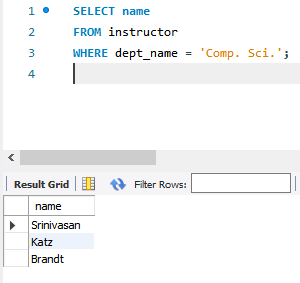 1 SELECT name
2 FROM instructor
3 WHERE dept_name = 'Comp. Sci.';
4
Result Grid Filter Rows:
name
Srinivasan
Katz
Brandt